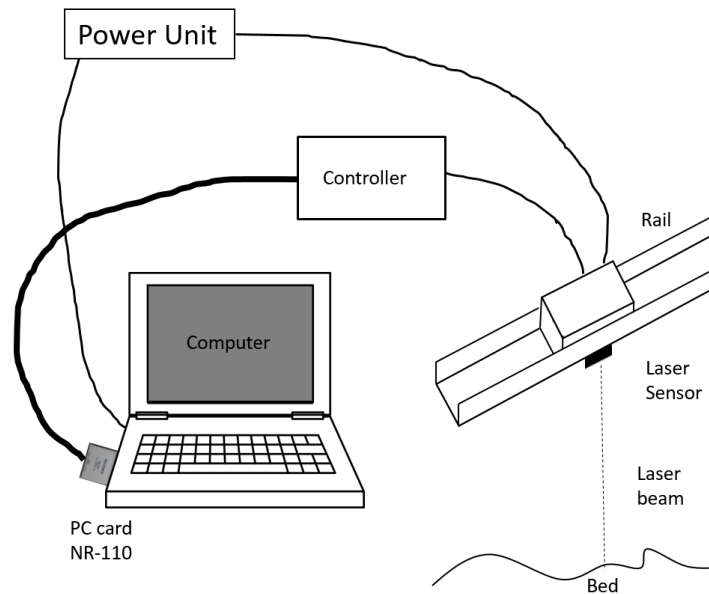 Power Unit
Controller
Rail
Computer
Laser
Sensor
Laser
beam
PC card
NR-110
Bed